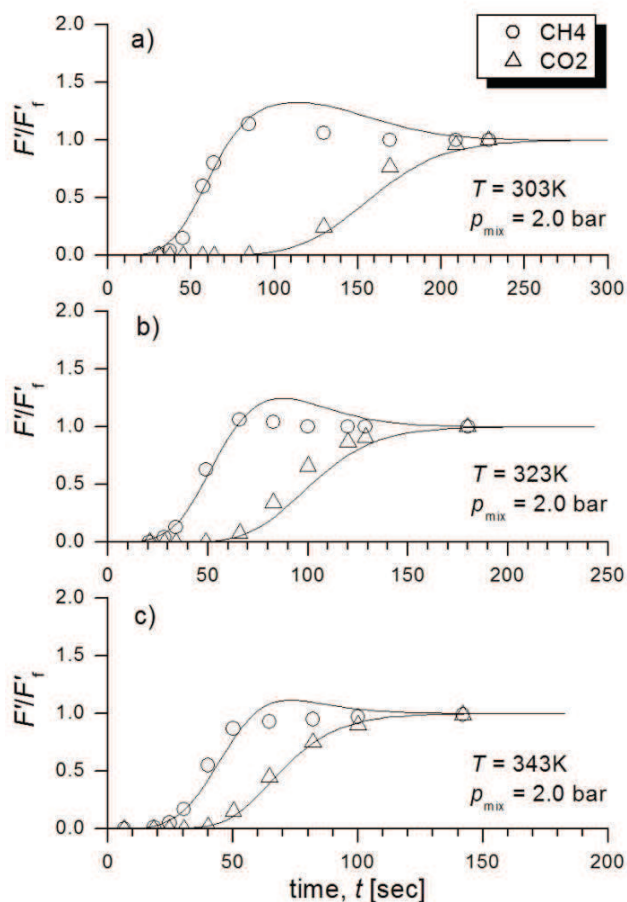 a)
CH4
CO2
2.0
1.5
1.0
0.5
0.0
F'/F'f
T = 303K
pmix = 2.0 bar
0 50 100 150 200 250 300
b)
2.0
1.5
1.0
0.5
0.0
F'/F'f
T = 323K
pmix = 2.0 bar
0 50 100 150 200 250
c)
2.0
1.5
1.0
0.5
0.0
F'/F'f
T = 343K
pmix = 2.0 bar
0 50 100 150 200
time, t [sec]